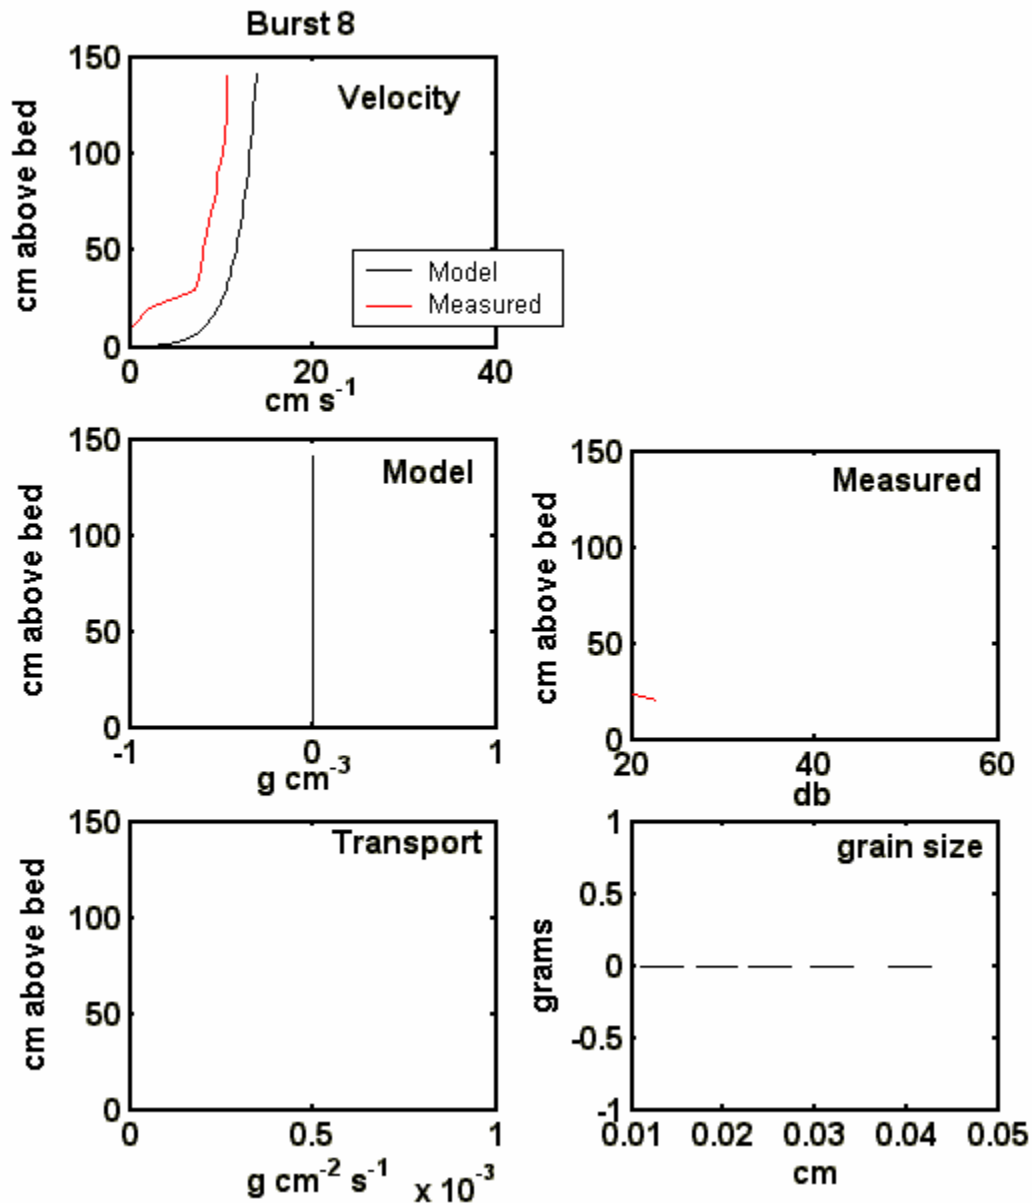 Burst 8
150
100
50
0
cm above bed
Velocity
Model
Measured
0 20 40
cm s⁻¹
150
100
50
0
cm above bed
Model
-1 0 1
g cm⁻³
150
100
50
0
cm above bed
Measured
20 40 60
db
150
100
50
0
cm above bed
Transport
0 0.5 1
g cm⁻² s⁻¹ x 10⁻³
1
0.5
0
-0.5
-1
grams
grain size
0.01 0.02 0.03 0.04 0.05
cm